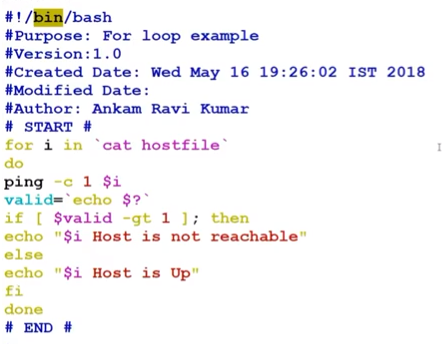 #!/bin/bash
#Purpose: For loop example
#Version:1.0
#Created Date: Wed May 16 19:26:02 IST 2018
#Modified Date:
#Author: Ankam Ravi Kumar
# START #
for i in `cat hostfile`
do
ping -c 1 $i
valid=`echo $?`
if [ $valid -gt 1 ]; then
echo "$i Host is not reachable"
else
echo "$i Host is Up"
fi
done
# END #